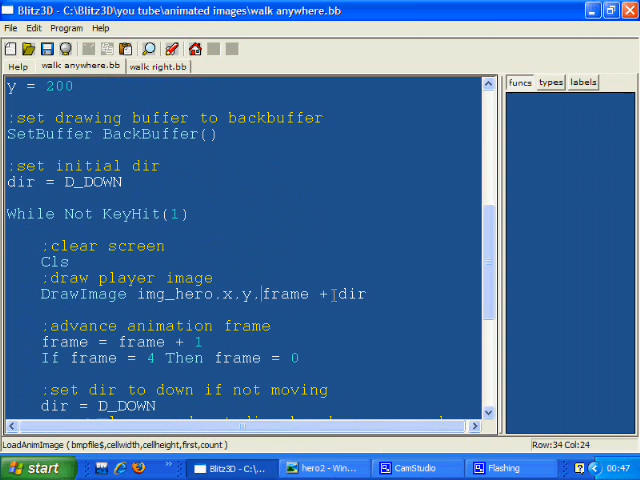 Blitz3D - C:\Blitz3D\you tube\animated images\walk anywhere.bb
File Edit Program Help
Help walk anywhere.bb walk right.bb
funcs types labels
y = 200
;set drawing buffer to backbuffer
SetBuffer BackBuffer()
;set initial dir
dir = D_DOWN
While Not KeyHit(1)
;clear screen
Cls
;draw player image
DrawImage img_hero,x,y,frame + dir
;advance animation frame
frame = frame + 1
If frame = 4 Then frame = 0
;set dir to down if not moving
dir = D_DOWN
LoadAnimImage ( bmpfile$,cellwidth,cellheight,first,count )
Row:34 Col:24
start
Blitz3D - C:\...
hero2 - Win...
CamStudio
Flashing
00:47